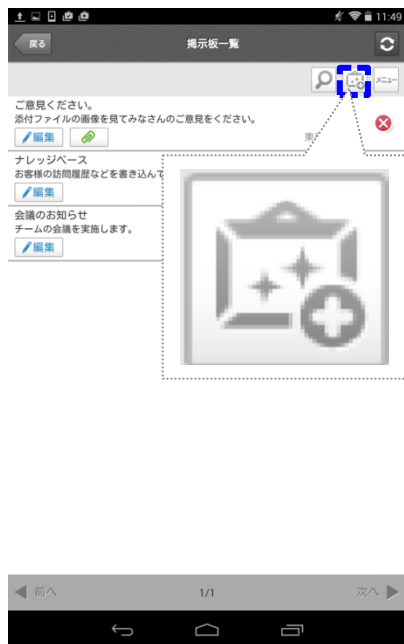 11:49
戻る
掲示板一覧
メニュー
ご意見ください。
添付ファイルの画像を見てみなさんのご意見をください。
編集
東
ナレッジベース
お客様の訪問履歴などを書き込んで
編集
会議のお知らせ
チームの会議を実施します。
編集
前へ
1/1
次へ